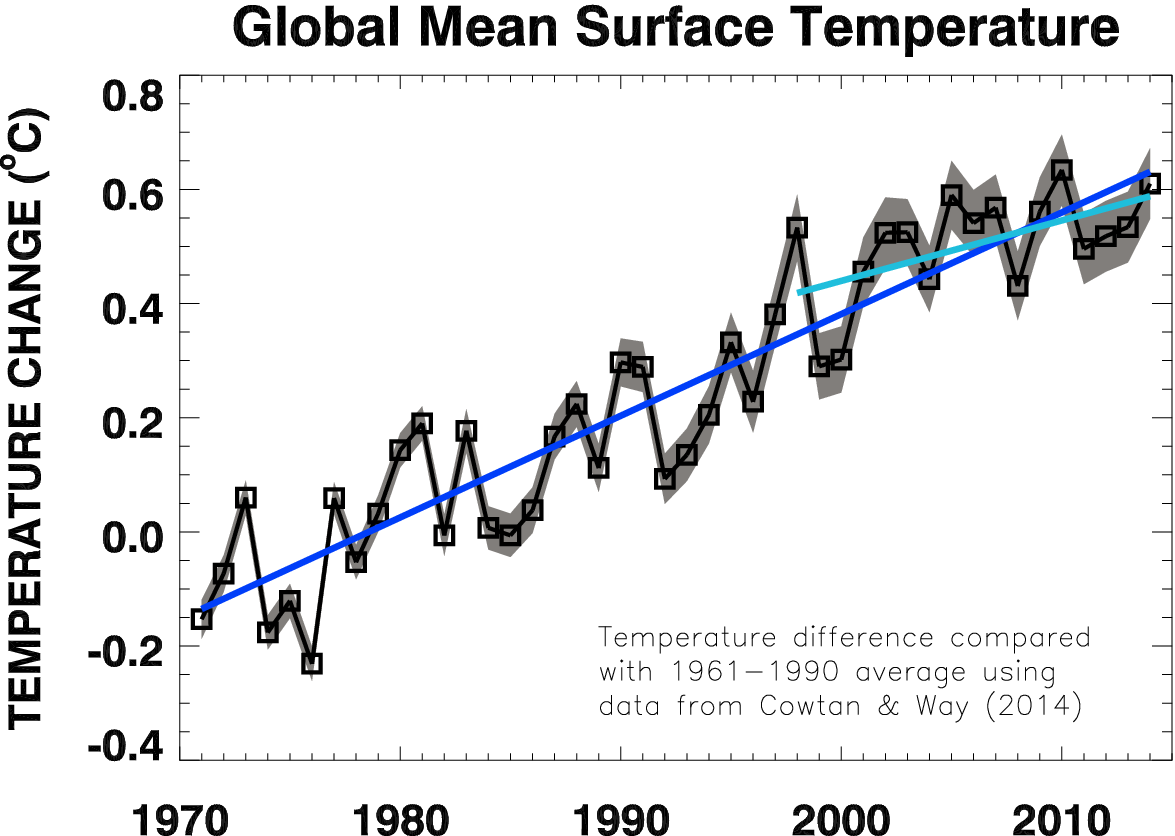 Global Mean Surface Temperature
TEMPERATURE CHANGE (°C)
0.8
0.6
0.4
0.2
0.0
-0.2
-0.4
Temperature difference compared
with 1961–1990 average using
data from Cowtan & Way (2014)
1970 1980 1990 2000 2010